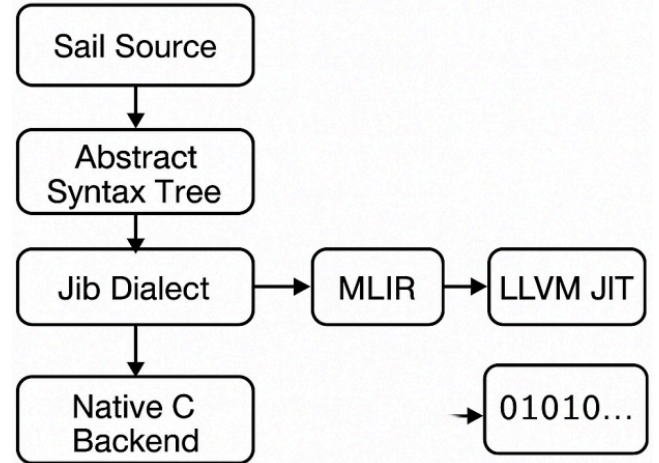 Sail Source
Abstract
Syntax Tree
Jib Dialect
MLIR
LLVM JIT
Native C
Backend
01010...